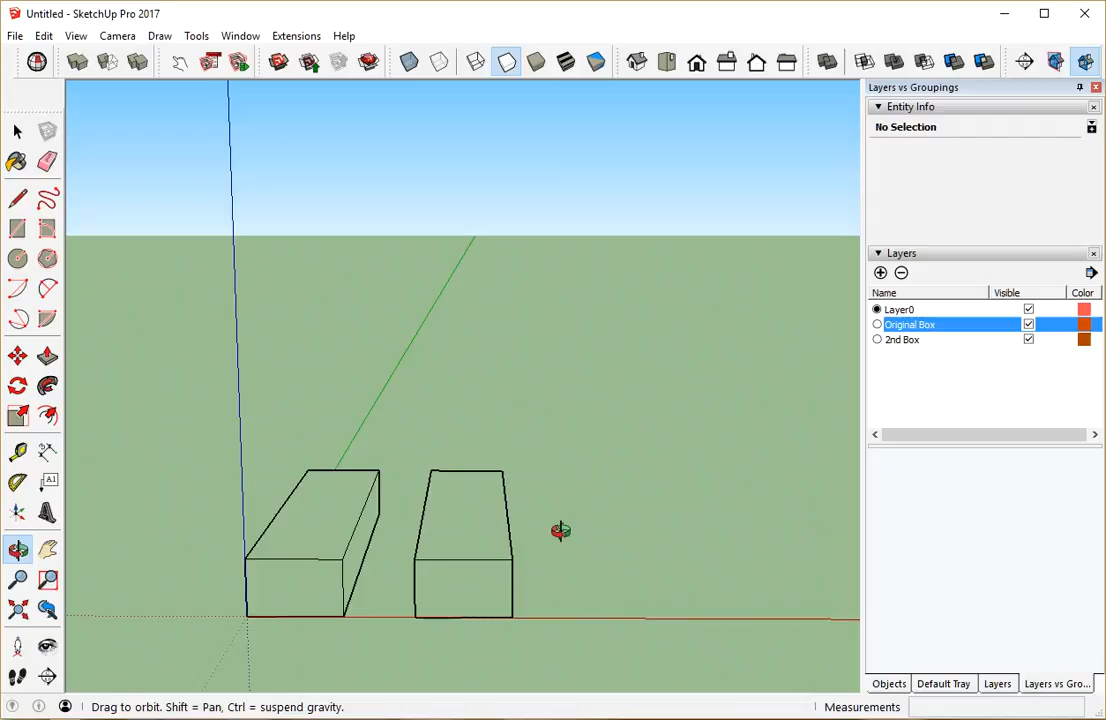 Untitled - SketchUp Pro 2017
File Edit View Camera Draw Tools Window Extensions Help
Layers vs Groupings
Entity Info
No Selection
Layers
Name Visible Color
Layer0
Original Box
2nd Box
A1
Objects Default Tray Layers Layers vs Gro...
Drag to orbit. Shift = Pan, Ctrl = suspend gravity. Measurements